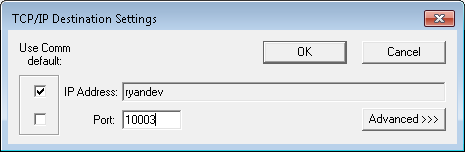 TCP/IP Destination Settings
Use Comm
default:
OK
Cancel
IP Address: ryandev
Port: 10003
Advanced >>>